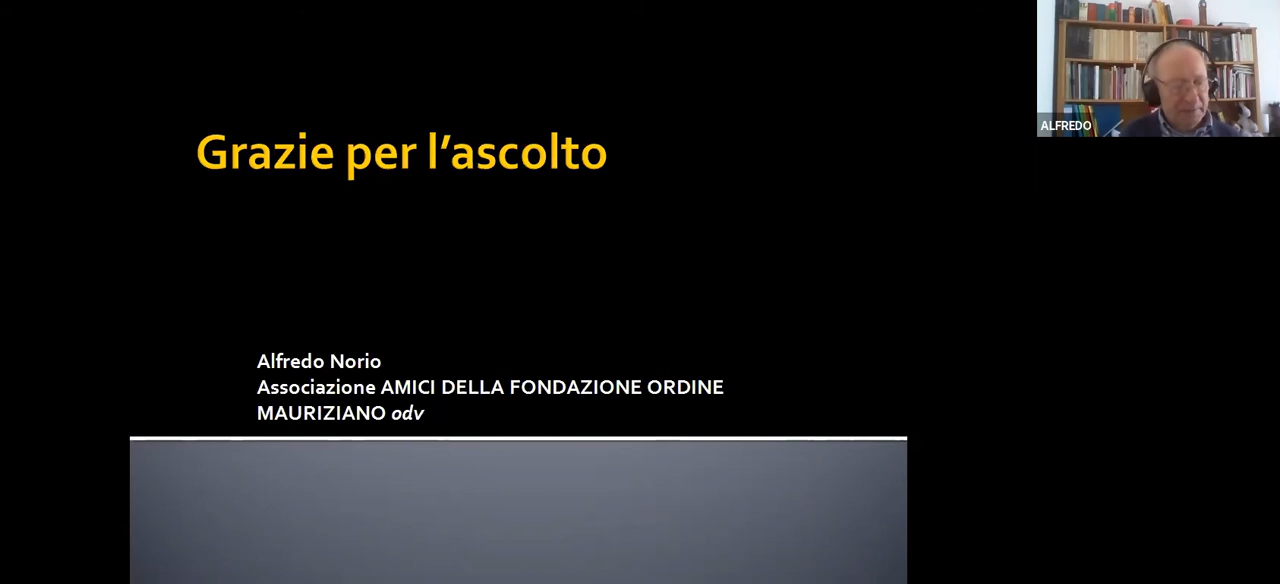 Grazie per l’ascolto
ALFREDO
Alfredo Norio
Associazione AMICI DELLA FONDAZIONE ORDINE
MAURIZIANO odv